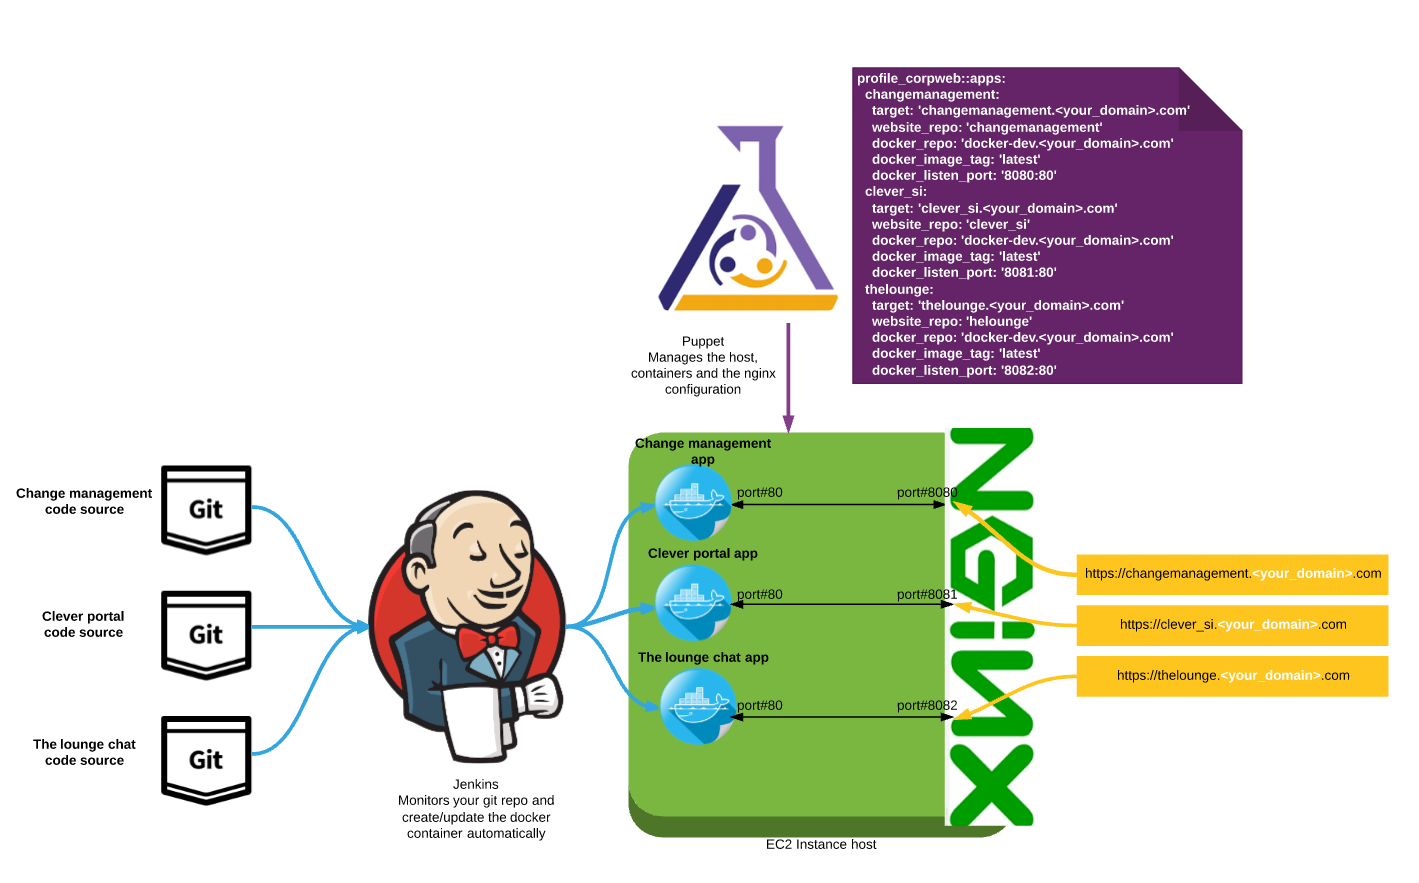 profile_corpweb::apps:
changemanagement:
target: 'changemanagement.<your_domain>.com'
website_repo: 'changemanagement'
docker_repo: 'docker-dev.<your_domain>.com'
docker_image_tag: 'latest'
docker_listen_port: '8080:80'
clever_si:
target: 'clever_si.<your_domain>.com'
website_repo: 'clever_si'
docker_repo: 'docker-dev.<your_domain>.com'
docker_image_tag: 'latest'
docker_listen_port: '8081:80'
thelounge:
target: 'thelounge.<your_domain>.com'
website_repo: 'helounge'
docker_repo: 'docker-dev.<your_domain>.com'
docker_image_tag: 'latest'
docker_listen_port: '8082:80'
Puppet
Manages the host,
containers and the nginx
configuration
Change management
code source
Git
Clever portal
code source
Git
The lounge chat
code source
Git
Jenkins
Monitors your git repo and
create/update the docker
container automatically
Change management
app
port#80
port#8080
Clever portal app
port#80
port#8081
The lounge chat app
port#80
port#8082
EC2 Instance host
NGiNX
https://changemanagement.<your_domain>.com
https://clever_si.<your_domain>.com
https://thelounge.<your_domain>.com